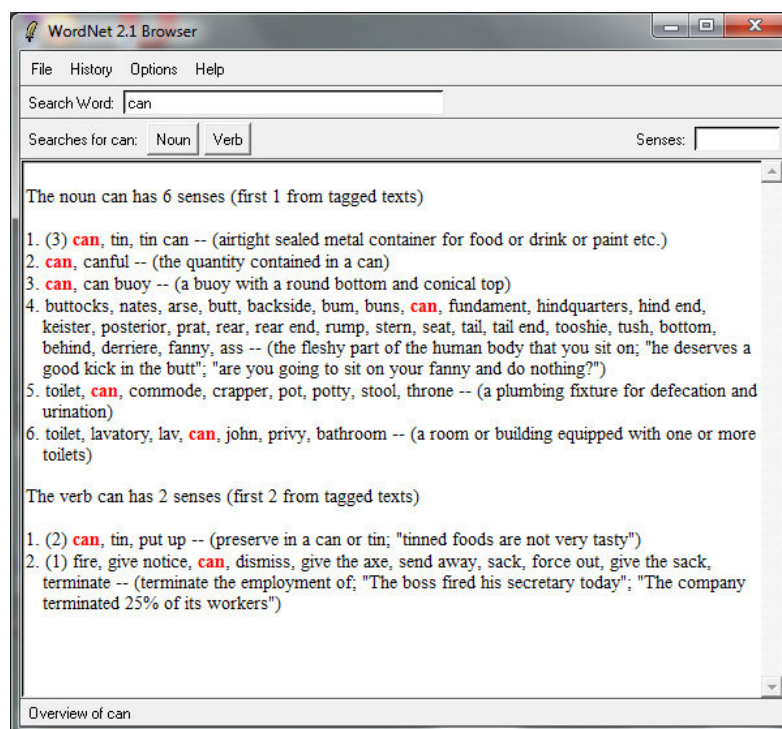 WordNet 2.1 Browser
File History Options Help
Search Word: can
Searches for can: Noun Verb Senses:
The noun can has 6 senses (first 1 from tagged texts)
1. (3) can, tin, tin can -- (airtight sealed metal container for food or drink or paint etc.)
2. can, canful -- (the quantity contained in a can)
3. can, can buoy -- (a buoy with a round bottom and conical top)
4. buttocks, nates, arse, butt, backside, bum, buns, can, fundament, hindquarters, hind end,
keister, posterior, prat, rear, rear end, rump, stern, seat, tail, tail end, tooshie, tush, bottom,
behind, derriere, fanny, ass -- (the fleshy part of the human body that you sit on; "he deserves a
good kick in the butt"; "are you going to sit on your fanny and do nothing?")
5. toilet, can, commode, crapper, pot, potty, stool, throne -- (a plumbing fixture for defecation and
urination)
6. toilet, lavatory, lav, can, john, privy, bathroom -- (a room or building equipped with one or more
toilets)
The verb can has 2 senses (first 2 from tagged texts)
1. (2) can, tin, put up -- (preserve in a can or tin; "tinned foods are not very tasty")
2. (1) fire, give notice, can, dismiss, give the axe, send away, sack, force out, give the sack,
terminate -- (terminate the employment of; "The boss fired his secretary today"; "The company
terminated 25% of its workers")
Overview of can